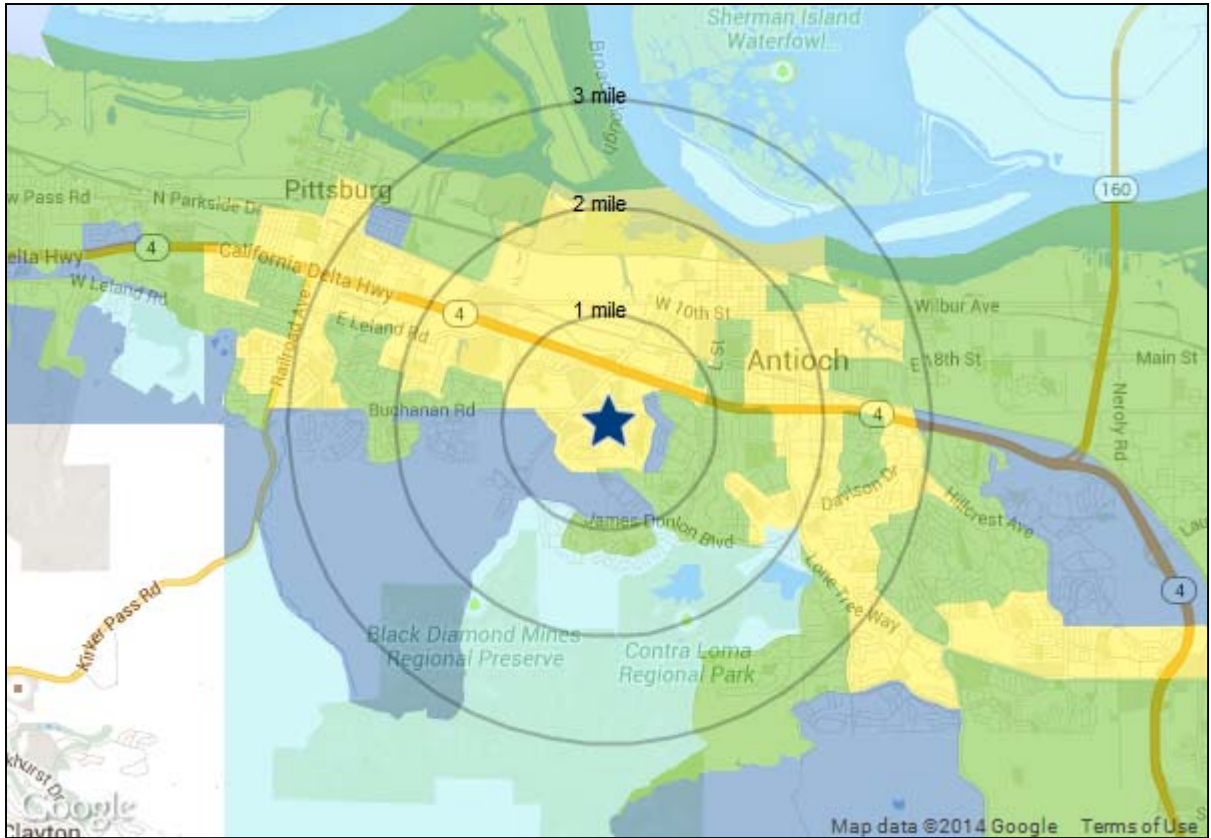 Sherman Island
Waterfowl...
3 mile
160
Pittsburg
N Parkside Dr
w Pass Rd
2 mile
4
elta Hwy
California Delta Hwy
W Leland Rd
Railroad Ave
E Leland Rd
4
1 mile
W 10th St
L St
Wilbur Ave
Antioch
E 18th St
Main St
Buchanan Rd
4
Neroly Rd
Davison Dr
Hillcrest Ave
James Donlon Blvd
Lau
Lone Tree Way
4
Kirker Pass Rd
Black Diamond Mines
Regional Preserve
Contra Loma
Regional Park
yhurst Dr
Google
Clayton
Map data ©2014 Google
Terms of Use